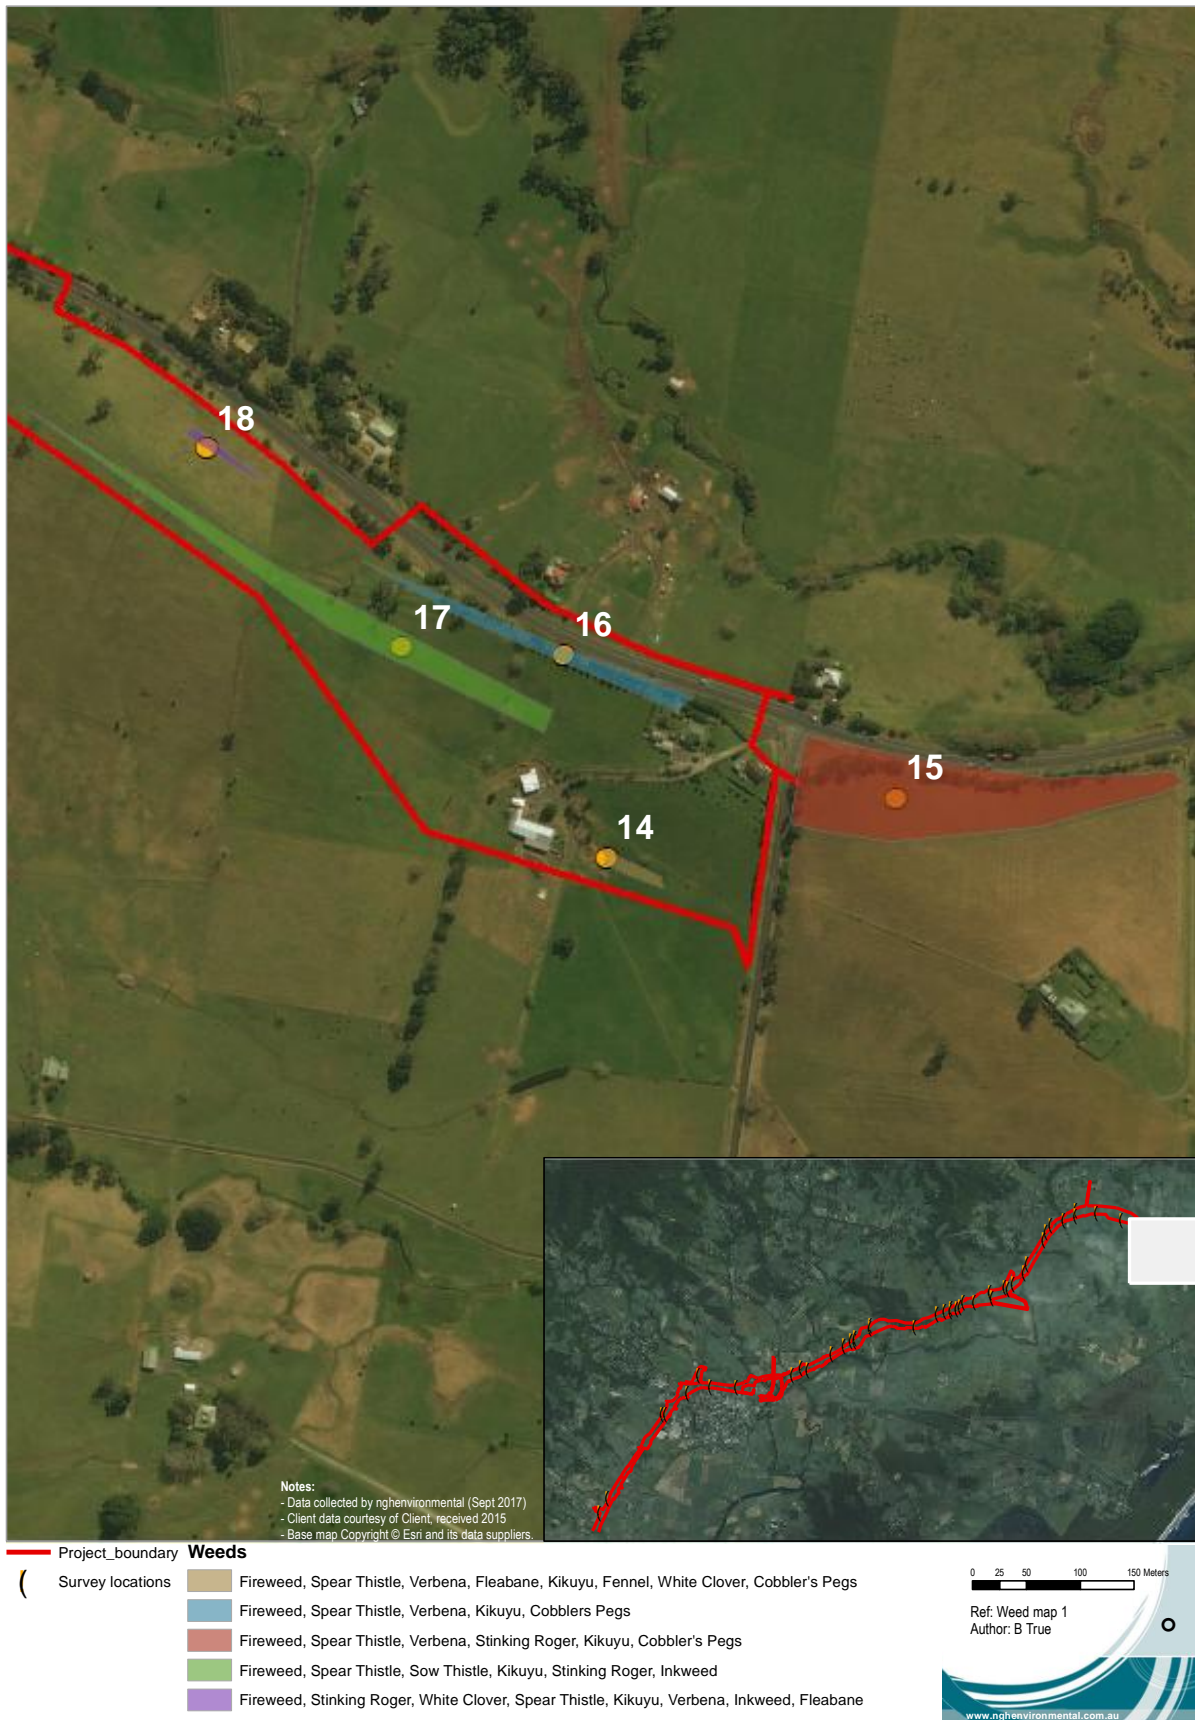 18
17
16
15
14
Notes:
- Data collected by nghenvironmental (Sept 2017)
- Client data courtesy of Client, received 2015
- Base map Copyright © Esri and its data suppliers.
Project_boundary
Survey locations
Weeds
Fireweed, Spear Thistle, Verbena, Fleabane, Kikuyu, Fennel, White Clover, Cobbler's Pegs
Fireweed, Spear Thistle, Verbena, Kikuyu, Cobblers Pegs
Fireweed, Spear Thistle, Verbena, Stinking Roger, Kikuyu, Cobbler's Pegs
Fireweed, Spear Thistle, Sow Thistle, Kikuyu, Stinking Roger, Inkweed
Fireweed, Stinking Roger, White Clover, Spear Thistle, Kikuyu, Verbena, Inkweed, Fleabane
0 25 50 100 150 Meters
Ref: Weed map 1
Author: B True
www.nghenvironmental.com.au